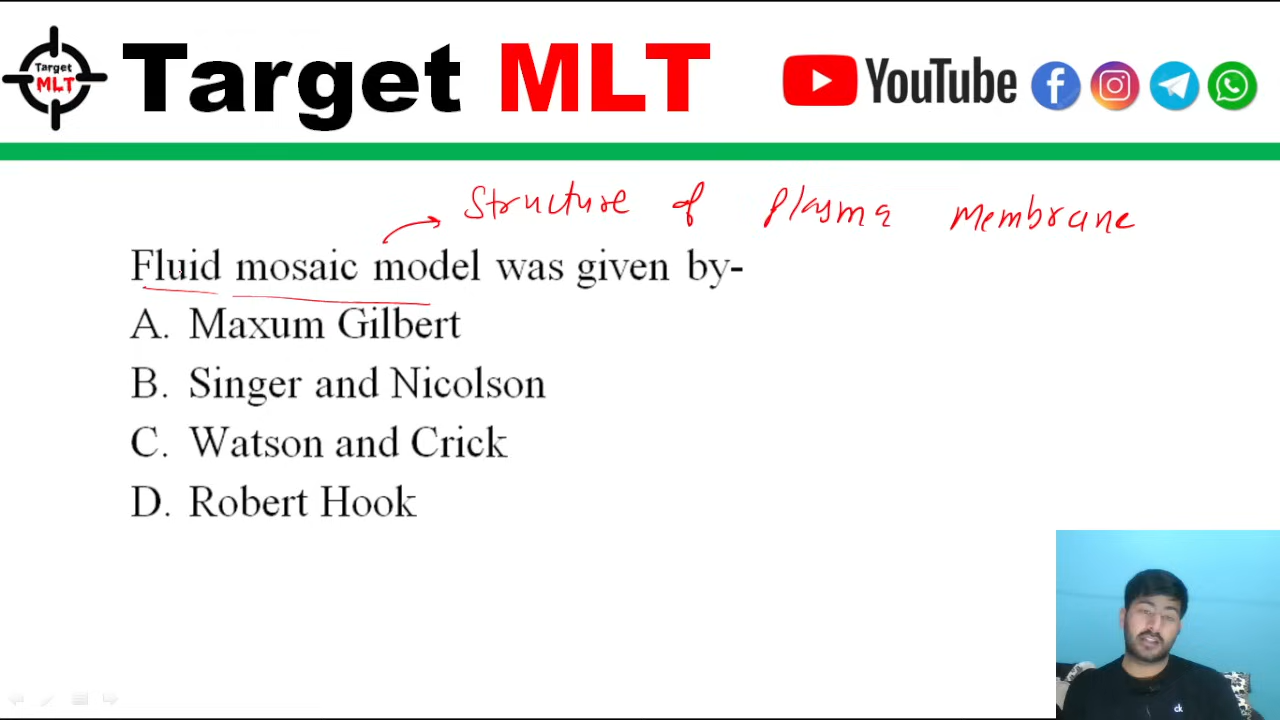 Target MLT
Target MLT YouTube
Structure of Plasma Membrane
Fluid mosaic model was given by-
A. Maxum Gilbert
B. Singer and Nicolson
C. Watson and Crick
D. Robert Hook